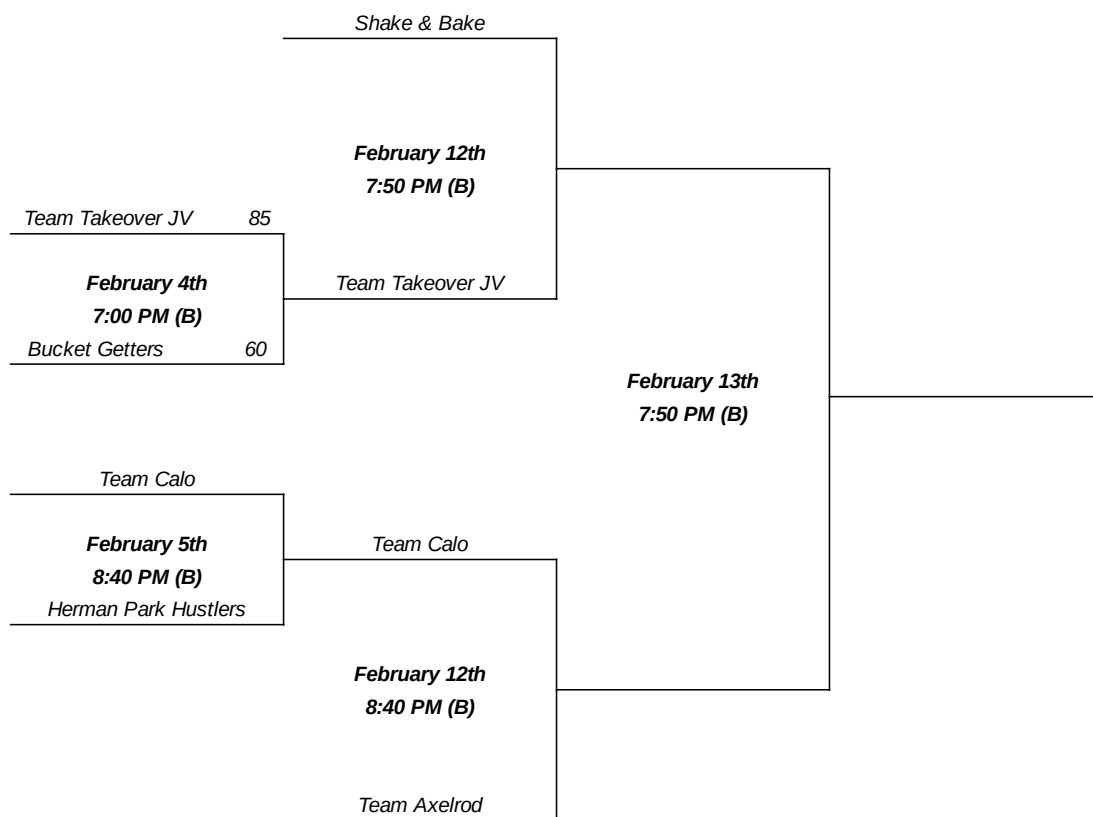 Shake & Bake
February 12th
7:50 PM (B)
Team Takeover JV 85
February 4th
Team Takeover JV
7:00 PM (B)
Bucket Getters 60
February 13th
7:50 PM (B)
Team Calo
February 5th
Team Calo
8:40 PM (B)
Herman Park Hustlers
February 12th
8:40 PM (B)
Team Axelrod